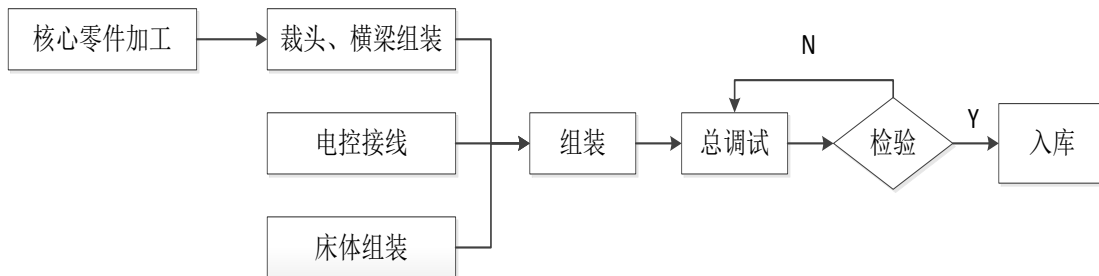 核心零件加工
裁头、横梁组装
电控接线
床体组装
组装
总调试
N
检验
Y
入库